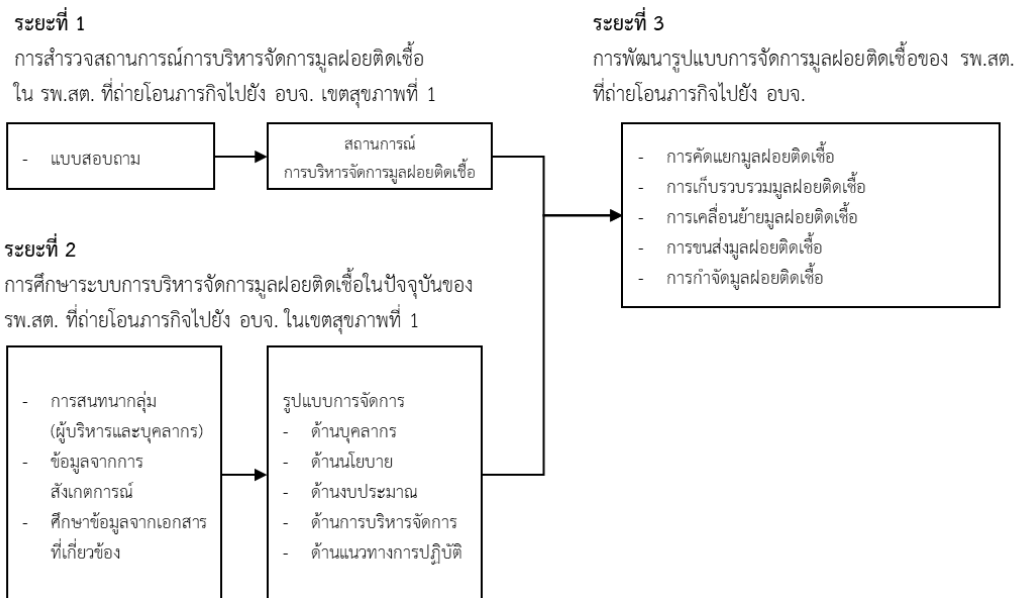 ระยะที่ 1
การสำรวจสถานการณ์การบริหารจัดการมูลฝอยติดเชื้อ
ใน รพ.สต. ที่ถ่ายโอนภารกิจไปยัง อบจ. เขตสุขภาพที่ 1
- แบบสอบถาม
สถานการณ์
การบริหารจัดการมูลฝอยติดเชื้อ
ระยะที่ 2
การศึกษาระบบการบริหารจัดการมูลฝอยติดเชื้อในปัจจุบันของ
รพ.สต. ที่ถ่ายโอนภารกิจไปยัง อบจ. ในเขตสุขภาพที่ 1
- การสนทนากลุ่ม
(ผู้บริหารและบุคลากร)
- ข้อมูลจากการ
สังเกตการณ์
- ศึกษาข้อมูลจากเอกสาร
ที่เกี่ยวข้อง
รูปแบบการจัดการ
- ด้านบุคลากร
- ด้านนโยบาย
- ด้านงบประมาณ
- ด้านการบริหารจัดการ
- ด้านแนวทางการปฏิบัติ
ระยะที่ 3
การพัฒนารูปแบบการจัดการมูลฝอยติดเชื้อของ รพ.สต.
ที่ถ่ายโอนภารกิจไปยัง อบจ.
- การคัดแยกมูลฝอยติดเชื้อ
- การเก็บรวบรวมมูลฝอยติดเชื้อ
- การเคลื่อนย้ายมูลฝอยติดเชื้อ
- การขนส่งมูลฝอยติดเชื้อ
- การกำจัดมูลฝอยติดเชื้อ